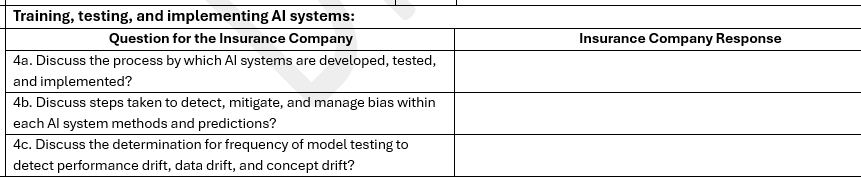 Training, testing, and implementing AI systems:
Question for the Insurance Company
Insurance Company Response
4a. Discuss the process by which AI systems are developed, tested,
and implemented?
4b. Discuss steps taken to detect, mitigate, and manage bias within
each AI system methods and predictions?
4c. Discuss the determination for frequency of model testing to
detect performance drift, data drift, and concept drift?